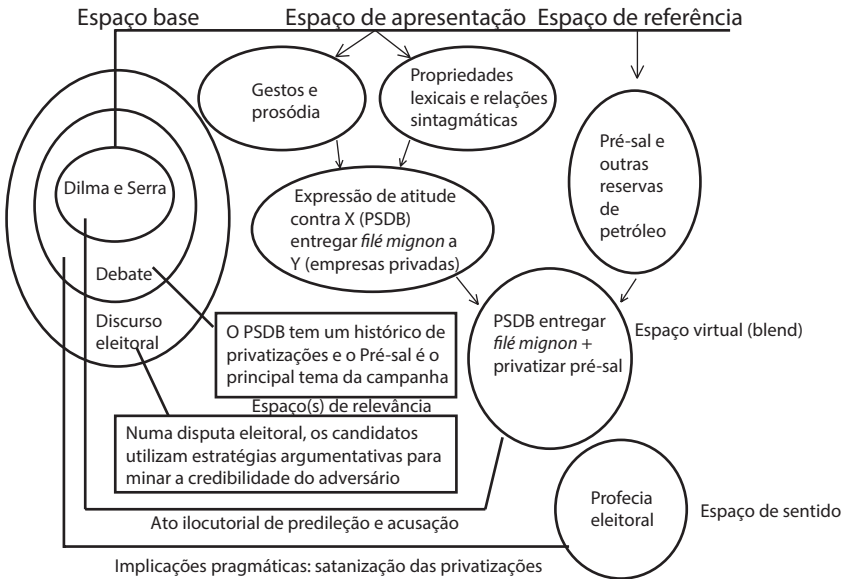 Espaço base
Espaço de apresentação
Espaço de referência
Gestos e
prosódia
Propriedades
lexicais e relações
sintagmáticas
Pré-sal e
outras
reservas
de
petróleo
Dilma e Serra
Debate
Discurso
eleitoral
Expressão de atitude
contra X (PSDB)
entregar filé mignon a
Y (empresas privadas)
O PSDB tem um histórico de
privatizações e o Pré-sal é o
principal tema da campanha
PSDB entregar
filé mignon +
privatizar pré-sal
Espaço virtual (blend)
Espaço(s) de relevância
Numa disputa eleitoral, os candidatos
utilizam estratégias argumentativas para
minar a credibilidade do adversário
Profecia
eleitoral
Espaço de sentido
Ato ilocutorial de predileção e acusação
Implicações pragmáticas: satanização das privatizações